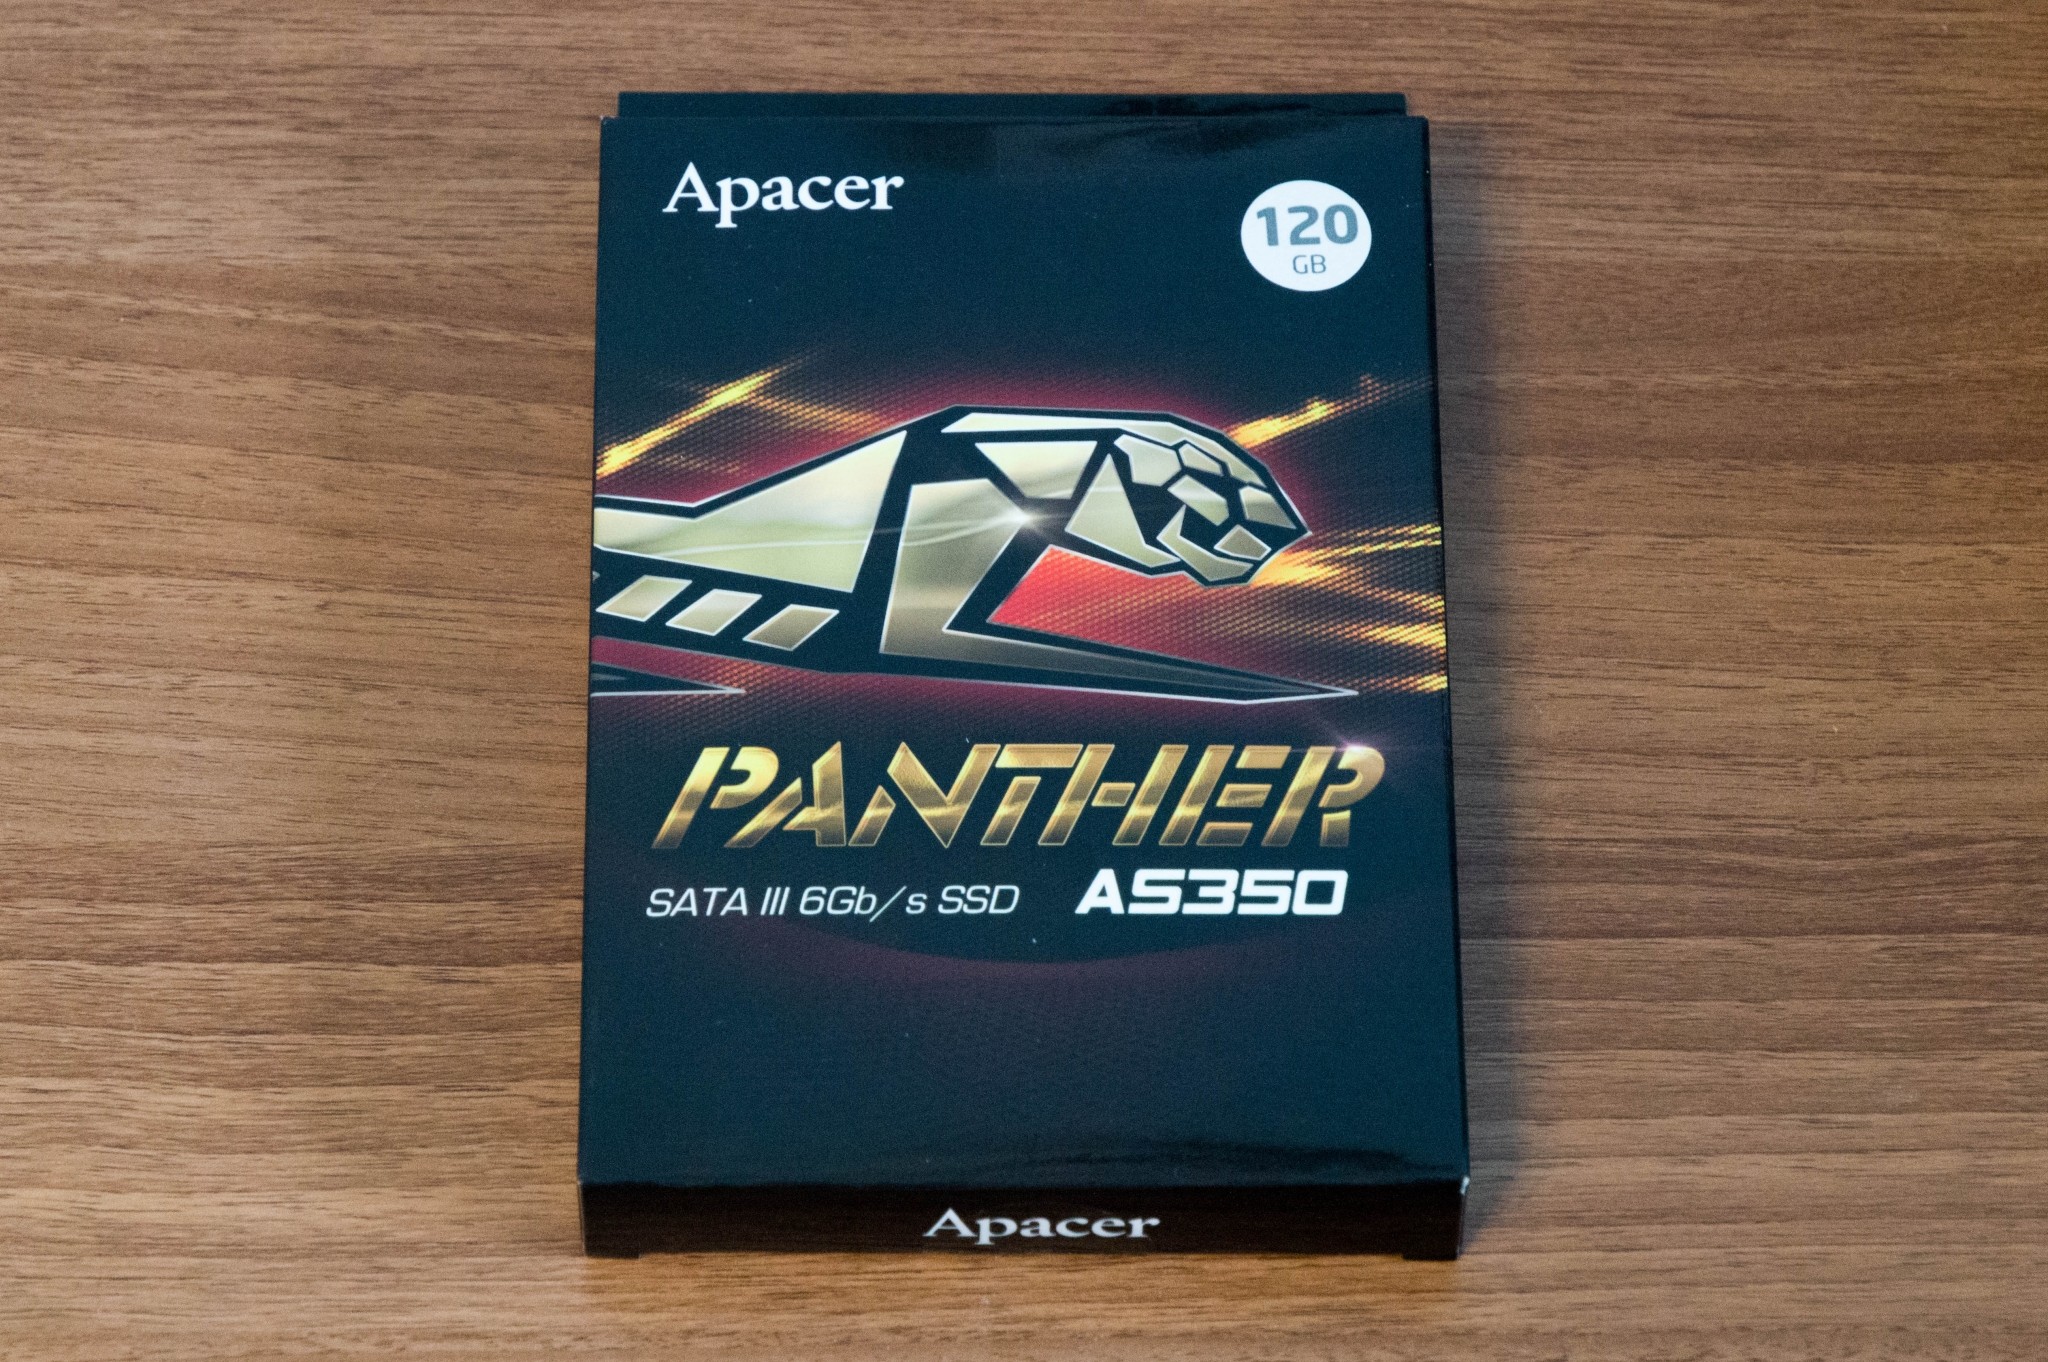 Apacer
120
GB
PANTHER
SATA III 6Gb/s SSD AS350
Apacer